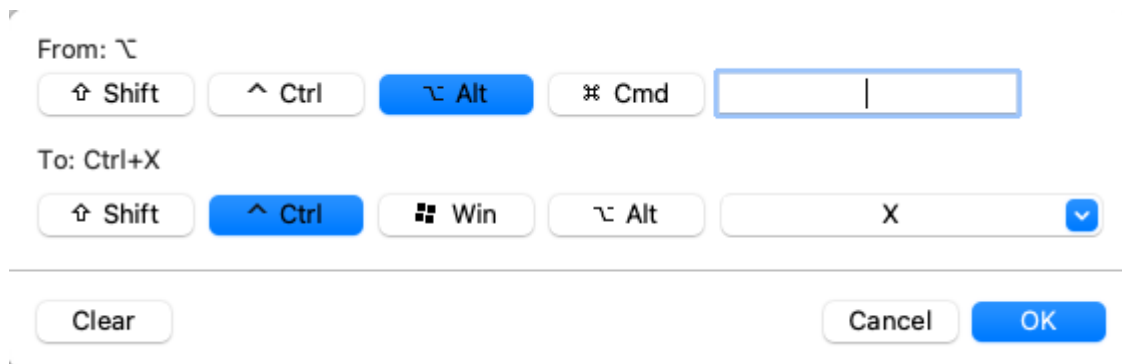 From: ⌥
⇧ Shift ^ Ctrl ⌥ Alt ⌘ Cmd
To: Ctrl+X
⇧ Shift ^ Ctrl Win ⌥ Alt X
Clear Cancel OK